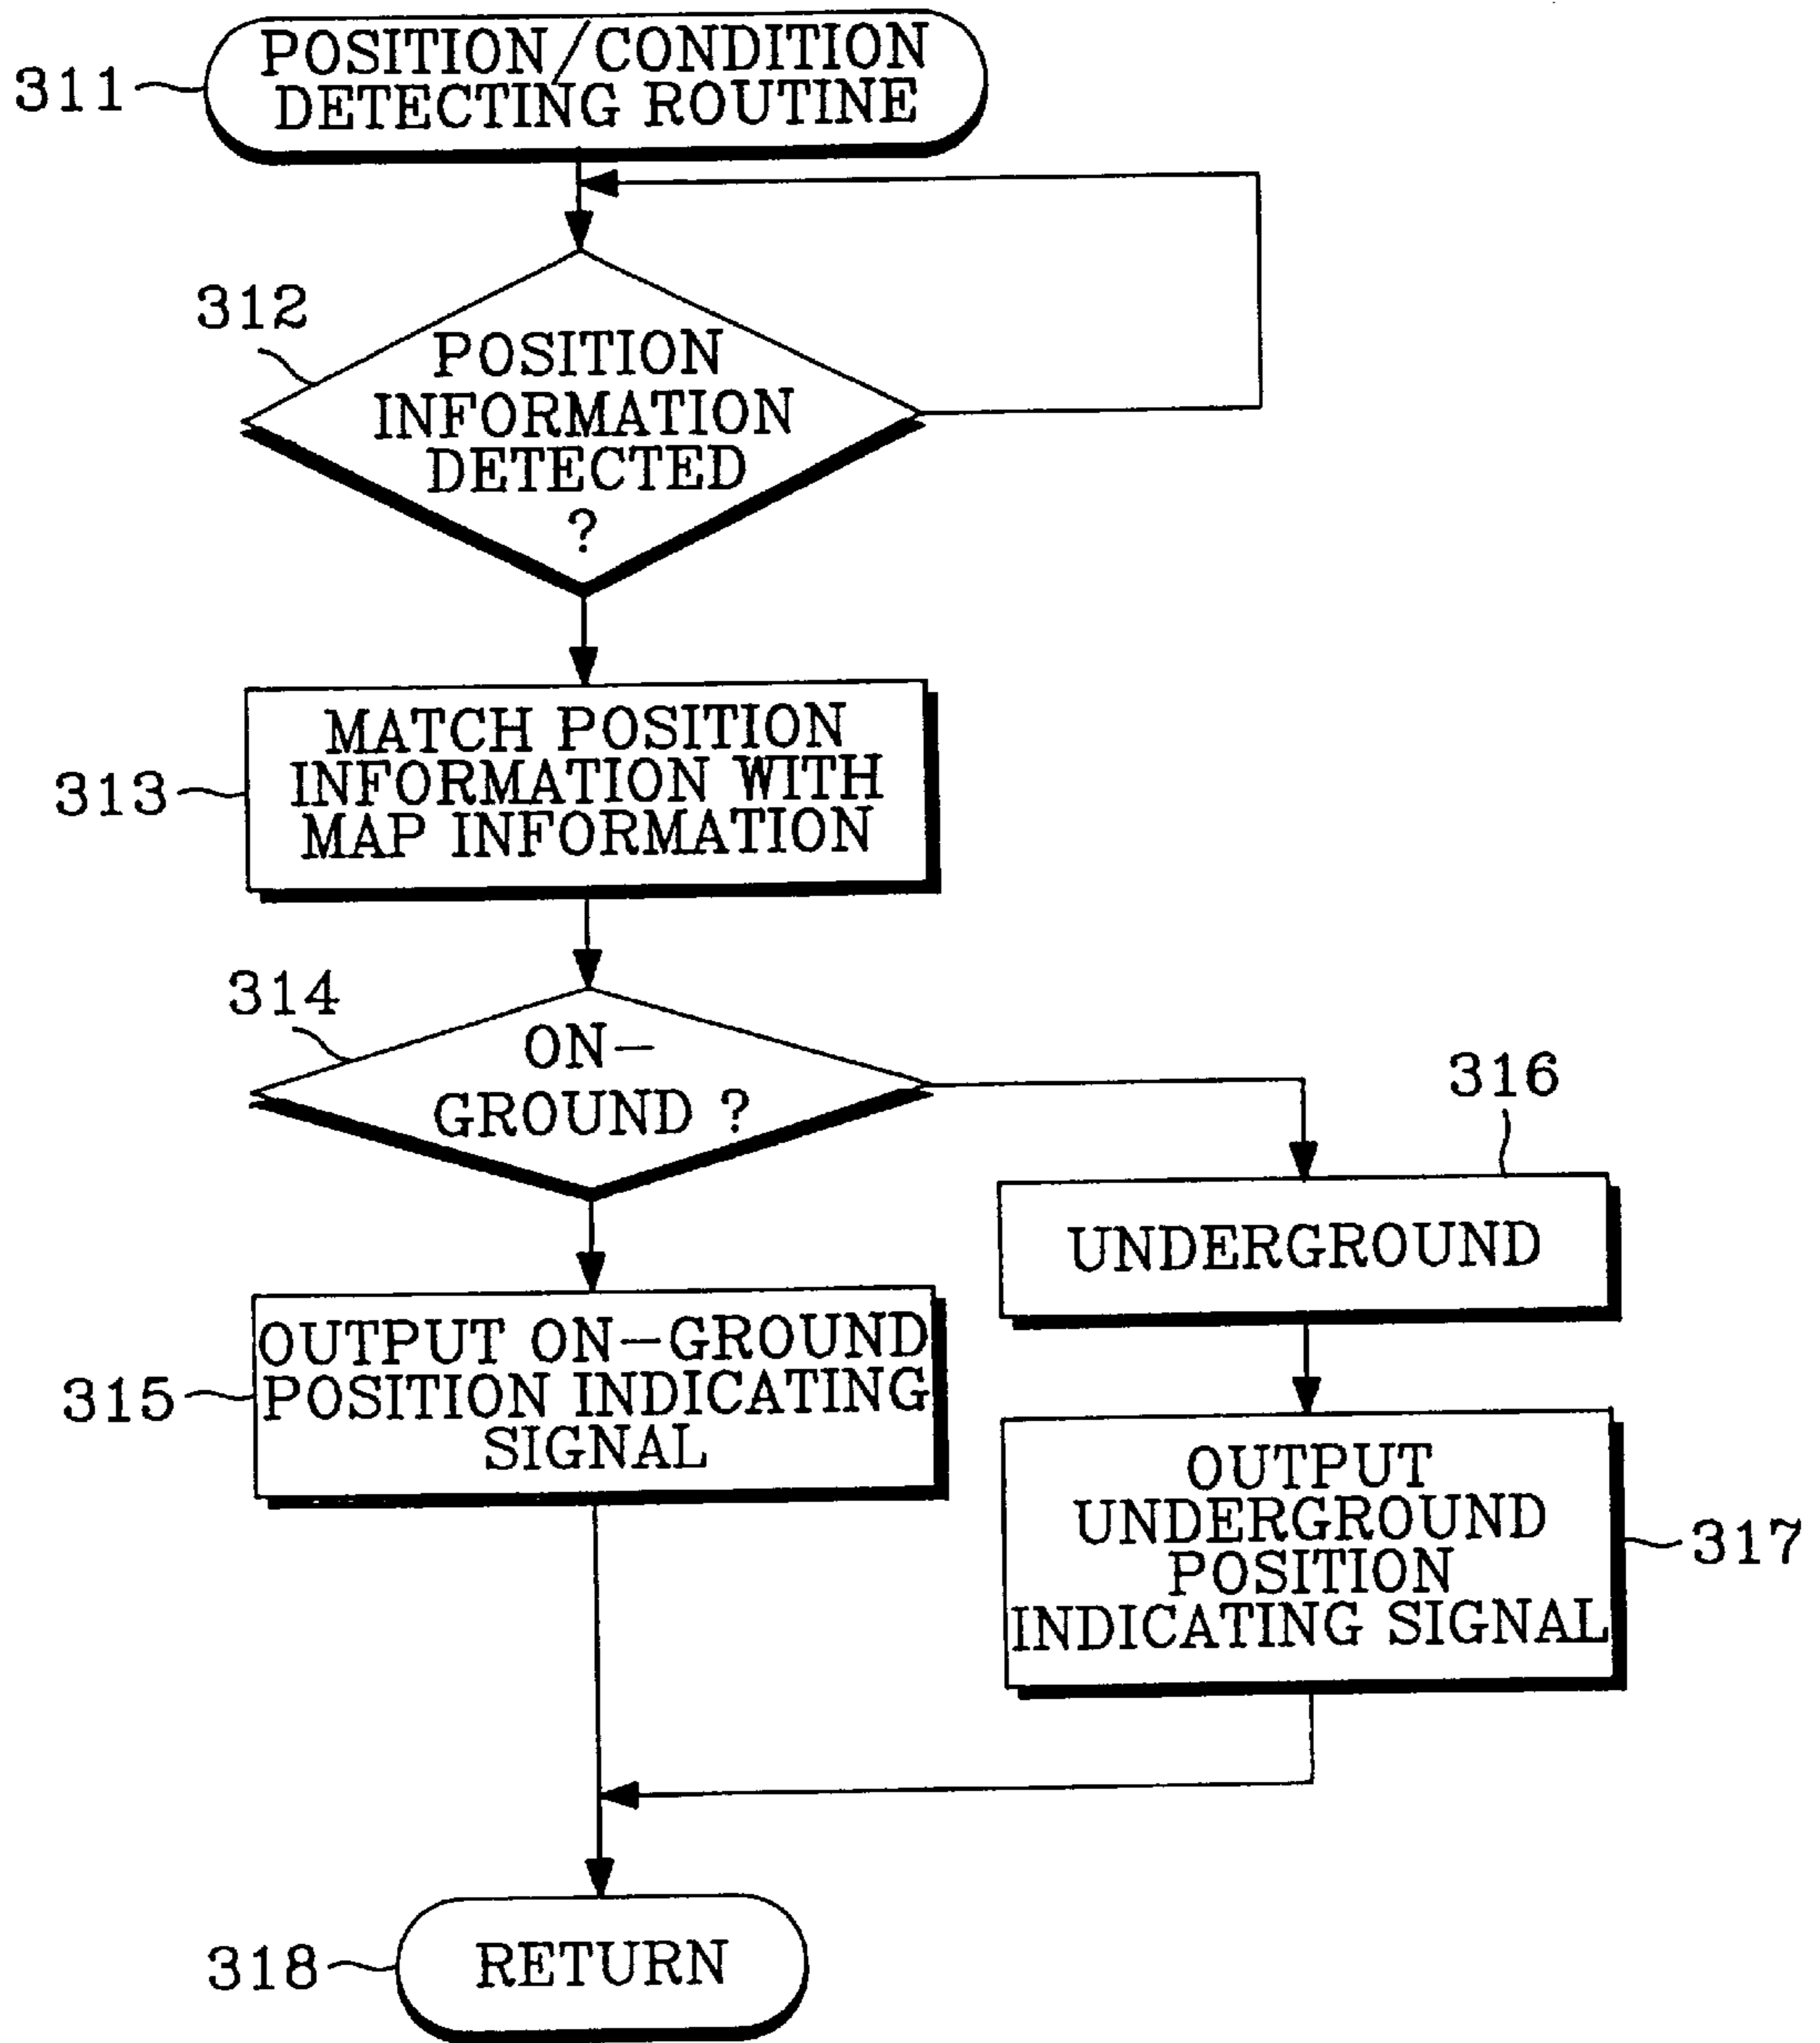 311
POSITION/CONDITION
DETECTING ROUTINE
312
POSITION
INFORMATION
DETECTED
?
313
MATCH POSITION
INFORMATION WITH
MAP INFORMATION
314
ON-
GROUND ?
316
UNDERGROUND
315
OUTPUT ON-GROUND
POSITION INDICATING
SIGNAL
OUTPUT
UNDERGROUND
POSITION
INDICATING SIGNAL
317
318
RETURN